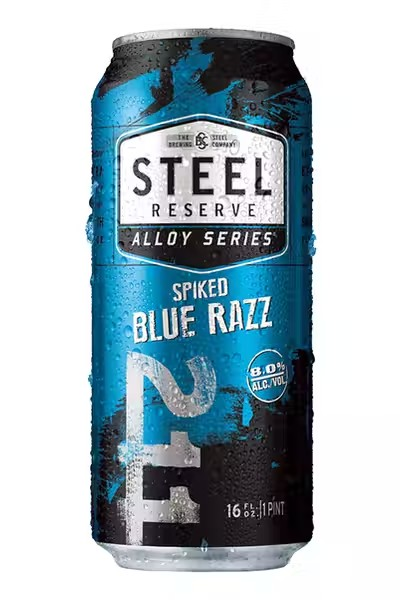 THE BREWING SBC STEEL COMPANY
STEEL
RESERVE
ALLOY SERIES
SPIKED
BLUE RAZZ
8.0%
ALC./VOL.
211
16 FL. OZ. | 1 PINT